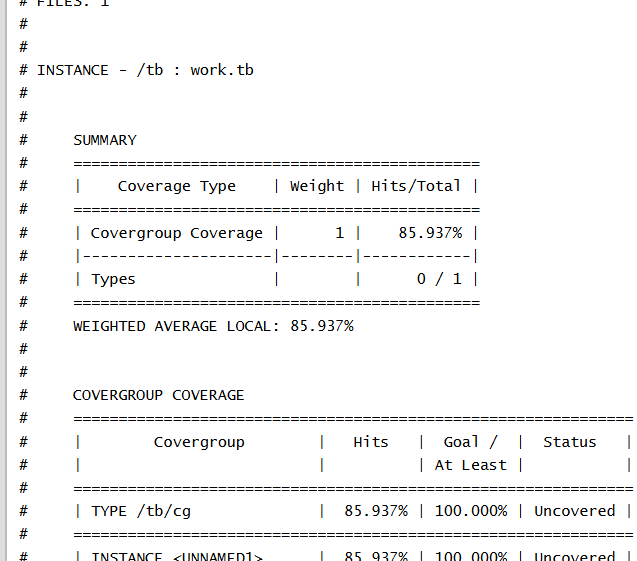 # FILES: 1
#
#
# INSTANCE - /tb : work.tb
#
#
#     SUMMARY
#     =============================================
#     |    Coverage Type    | Weight | Hits/Total |
#     =============================================
#     | Covergroup Coverage |      1 |    85.937% |
#     |---------------------|--------|------------|
#     | Types               |        |      0 / 1 |
#     =============================================
#     WEIGHTED AVERAGE LOCAL: 85.937%
#
#
#     COVERGROUP COVERAGE
#     ==============================================================
#     |        Covergroup        |   Hits   |  Goal /  |  Status   |
#     |                          |          | At Least |           |
#     ==============================================================
#     | TYPE /tb/cg              |  85.937% | 100.000% | Uncovered |
#     ==============================================================
#     | INSTANCE <UNNAMED1>      |  85.937% | 100.000% | Uncovered |